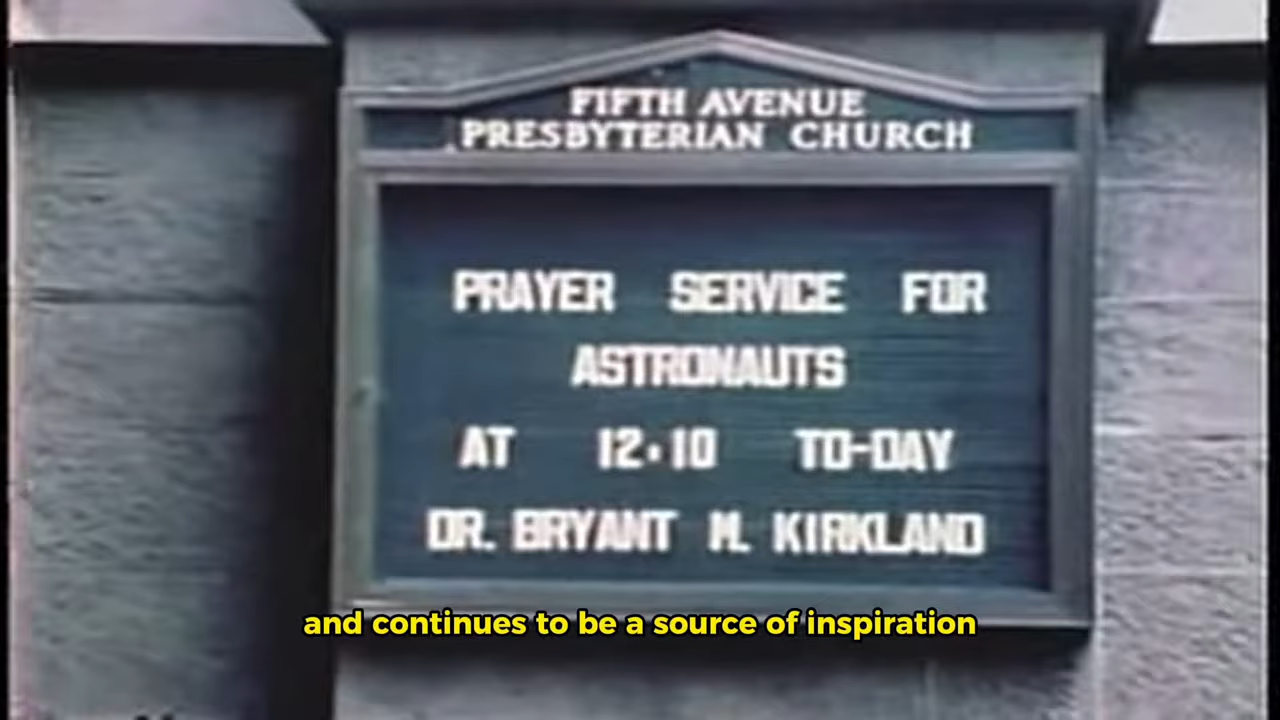 FIFTH AVENUE
PRESBYTERIAN CHURCH
PRAYER SERVICE FOR
ASTRONAUTS
AT 12·10 TO-DAY
DR. BRYANT M. KIRKLAND
and continues to be a source of inspiration